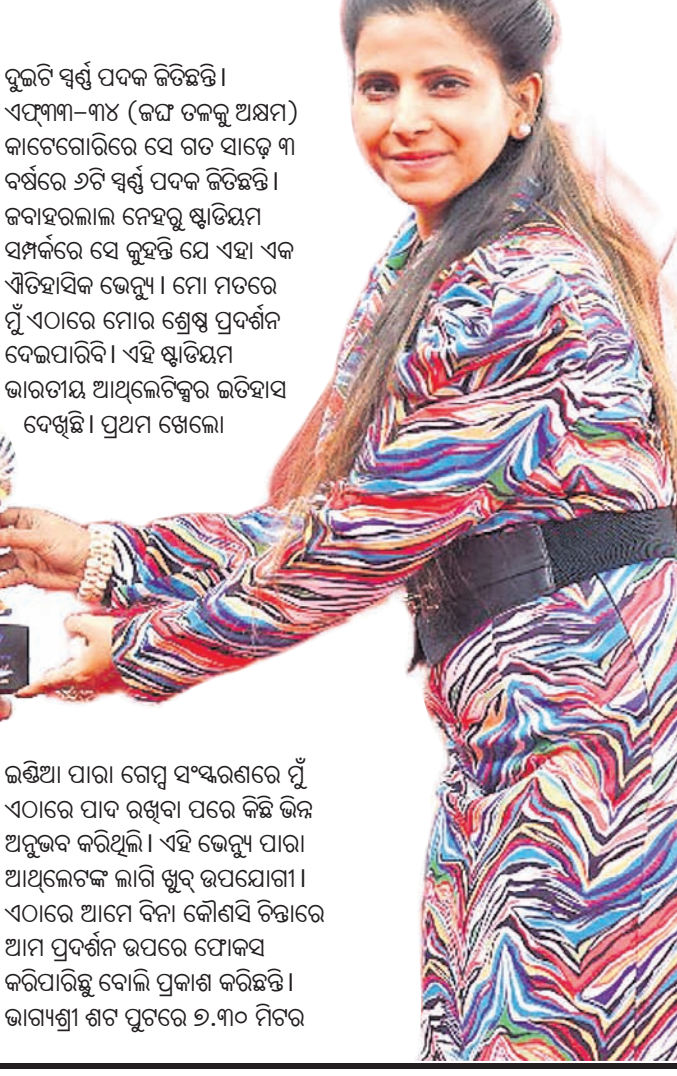 ଦୁଇଟି ସ୍ୱର୍ଣ୍ଣ ପଦକ ଜିତିଛନ୍ତି।
ଏଫ୍‌୩୩-୩୪ (ଜଙ୍ଘ ତଳକୁ ଅକ୍ଷମ)
କାଟେଗୋରିରେ ସେ ଗତ ସାଢ଼େ ୩
ବର୍ଷରେ ୬ଟି ସ୍ୱର୍ଣ୍ଣ ପଦକ ଜିତିଛନ୍ତି।
ଜବାହରଲାଲ ନେହରୁ ଷ୍ଟାଡିୟମ
ସମ୍ପର୍କରେ ସେ କୁହନ୍ତି ଯେ ଏହା ଏକ
ଐତିହାସିକ ଭେନ୍ୟୁ। ମୋ ମତରେ
ମୁଁ ଏଠାରେ ମୋର ଶ୍ରେଷ୍ଠ ପ୍ରଦର୍ଶନ
ଦେଇପାରିବି। ଏହି ଷ୍ଟାଡିୟମ
ଭାରତୀୟ ଆଥ୍‌ଲେଟିକ୍ସର ଇତିହାସ
ଦେଖିଛି। ପ୍ରଥମ ଖେଲୋ
ଇଣ୍ଡିଆ ପାରା ଗେମ୍ସ ସଂସ୍କରଣରେ ମୁଁ
ଏଠାରେ ପାଦ ରଖିବା ପରେ କିଛି ଭିନ୍ନ
ଅନୁଭବ କରିଥିଲି। ଏହି ଭେନ୍ୟୁ ପାରା
ଆଥ୍‌ଲେଟଙ୍କ ଲାଗି ଖୁବ୍ ଉପଯୋଗୀ।
ଏଠାରେ ଆମେ ବିନା କୌଣସି ଚିନ୍ତାରେ
ଆମ ପ୍ରଦର୍ଶନ ଉପରେ ଫୋକସ
କରିପାରିଛୁ ବୋଲି ପ୍ରକାଶ କରିଛନ୍ତି।
ଭାଗ୍ୟଶ୍ରୀ ଶଟ ପୁଟରେ ୭.୩୦ ମିଟର